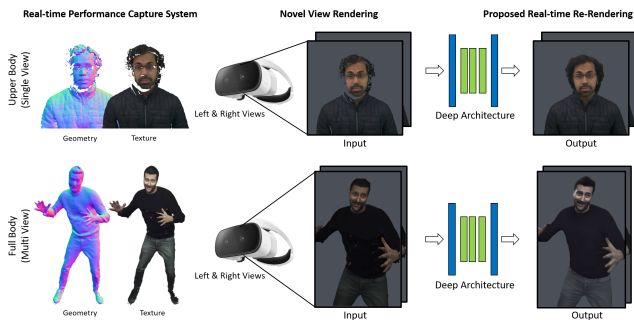 Real-time Performance Capture System
Novel View Rendering
Proposed Real-time Re-Rendering
Upper Body
(Single View)
Geometry
Texture
Left & Right Views
Input
Deep Architecture
Output
Full Body
(Multi View)
Geometry
Texture
Left & Right Views
Input
Deep Architecture
Output